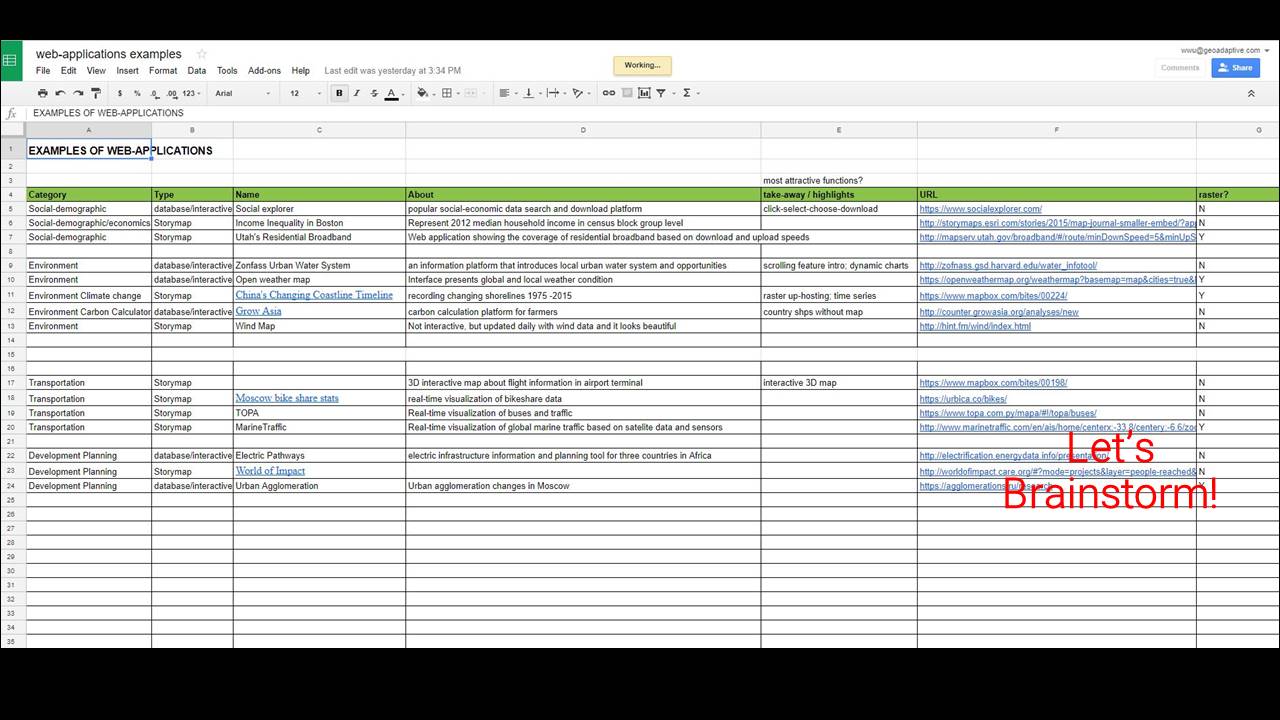 web-applications examples
wwu@geoadaptive.com
File Edit View Insert Format Data Tools Add-ons Help Last edit was yesterday at 3:34 PM
Working...
Comments Share
$ % .0 .00 123 Arial 12 B I S A
fx EXAMPLES OF WEB-APPLICATIONS
A B C D E F G
1 EXAMPLES OF WEB-APPLICATIONS
2
3 most attractive functions?
4 Category Type Name About take-away / highlights URL raster?
5 Social-demographic database/interactive Social explorer popular social-economic data search and download platform click-select-choose-download https://www.socialexplorer.com/ N
6 Social-demographic/economics Storymap Income Inequality in Boston Represent 2012 median household income in census block group level http://storymaps.esri.com/stories/2015/map-journal-smaller-embed/?ap N
7 Social-demographic Storymap Utah's Residential Broadband Web application showing the coverage of residential broadband based on download and upload speeds http://mapserv.utah.gov/broadband/#/route/minDownSpeed=5&minUpS Y
8
9 Environment database/interactive Zonfass Urban Water System an information platform that introduces local urban water system and opportunities scrolling feature intro; dynamic charts http://zofnass.gsd.harvard.edu/water_infotool/ N
10 Environment database/interactive Open weather map Interface presents global and local weather condition https://openweathermap.org/weathermap?basemap=map&cities=true& Y
11 Environment Climate change Storymap China's Changing Coastline Timeline recording changing shorelines 1975 -2015 raster up-hosting; time series https://www.mapbox.com/bites/00224/ Y
12 Environment Carbon Calculator database/interactive Grow Asia carbon calculation platform for farmers country shps without map http://counter.growasia.org/analyses/new N
13 Environment Storymap Wind Map Not interactive, but updated daily with wind data and it looks beautiful http://hint.fm/wind/index.html N
14
15
16
17 Transportation Storymap 3D interactive map about flight information in airport terminal interactive 3D map https://www.mapbox.com/bites/00198/ N
18 Transportation Storymap Moscow bike share stats real-time visualization of bikeshare data https://urbica.co/bikes/ N
19 Transportation Storymap TOPA Real-time visualization of buses and traffic https://www.topa.com.py/mapa/#!/topa/buses/ N
20 Transportation Storymap MarineTraffic Real-time visualization of global marine traffic based on satelite data and sensors http://www.marinetraffic.com/en/ais/home/centerx:-33.8/centery:-6.6/zoo Y
21
22 Development Planning database/interactive Electric Pathways electric infrastructure information and planning tool for three countries in Africa http://electrification.energydata.info/presentation/ N
23 Development Planning Storymap World of Impact http://worldofimpact.care.org/#?mode=projects&layer=people-reached& N
24 Development Planning database/interactive Urban Agglomeration Urban agglomeration changes in Moscow https://agglomerations.ru/research Y
Let's
Brainstorm!
25
26
27
28
29
30
31
32
33
34
35